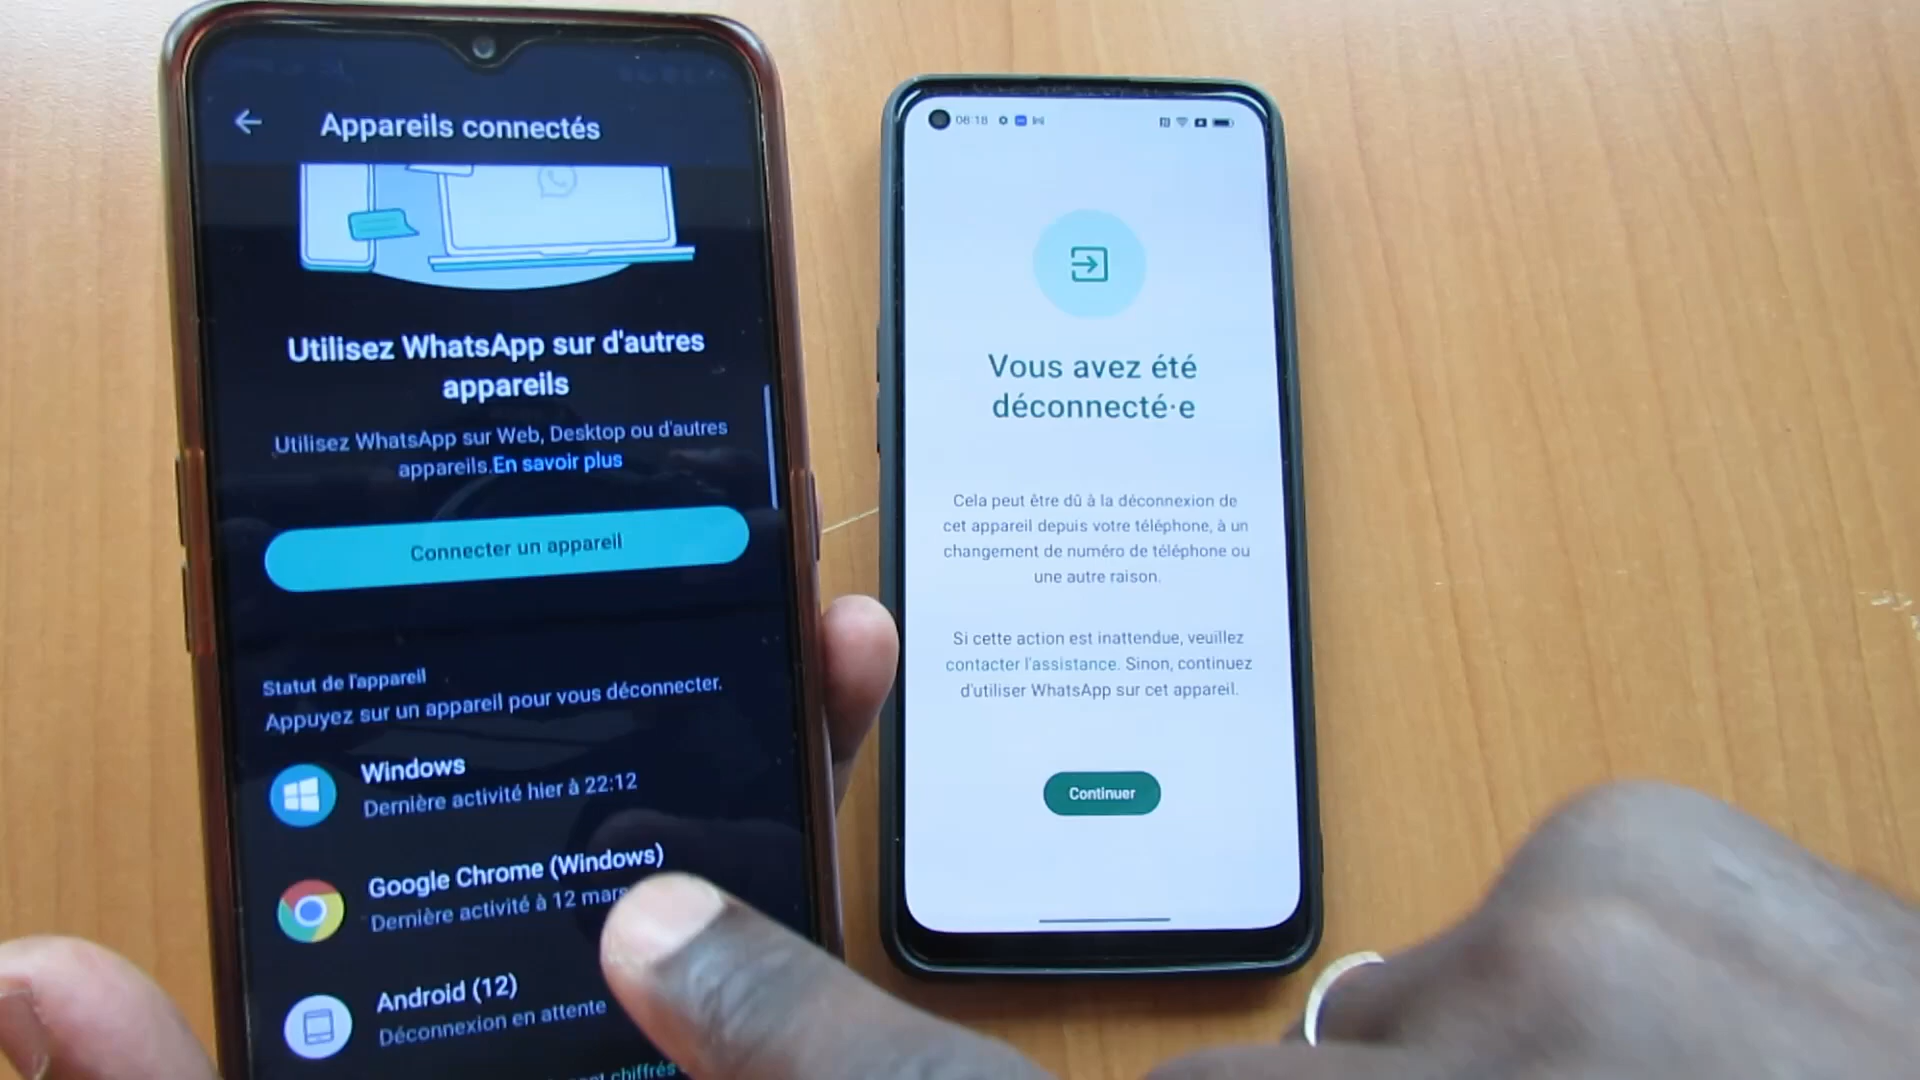 Appareils connectés
Utilisez WhatsApp sur d'autres
appareils
Utilisez WhatsApp sur Web, Desktop ou d'autres
appareils.En savoir plus
Connecter un appareil
Statut de l'appareil
Appuyez sur un appareil pour vous déconnecter.
Windows
Dernière activité hier à 22:12
Google Chrome (Windows)
Dernière activité à 12 mars
Android (12)
Déconnexion en attente
chiffrés
08:18
Vous avez été
déconnecté·e
Cela peut être dû à la déconnexion de
cet appareil depuis votre téléphone, à un
changement de numéro de téléphone ou
une autre raison.
Si cette action est inattendue, veuillez
contacter l'assistance. Sinon, continuez
d'utiliser WhatsApp sur cet appareil.
Continuer